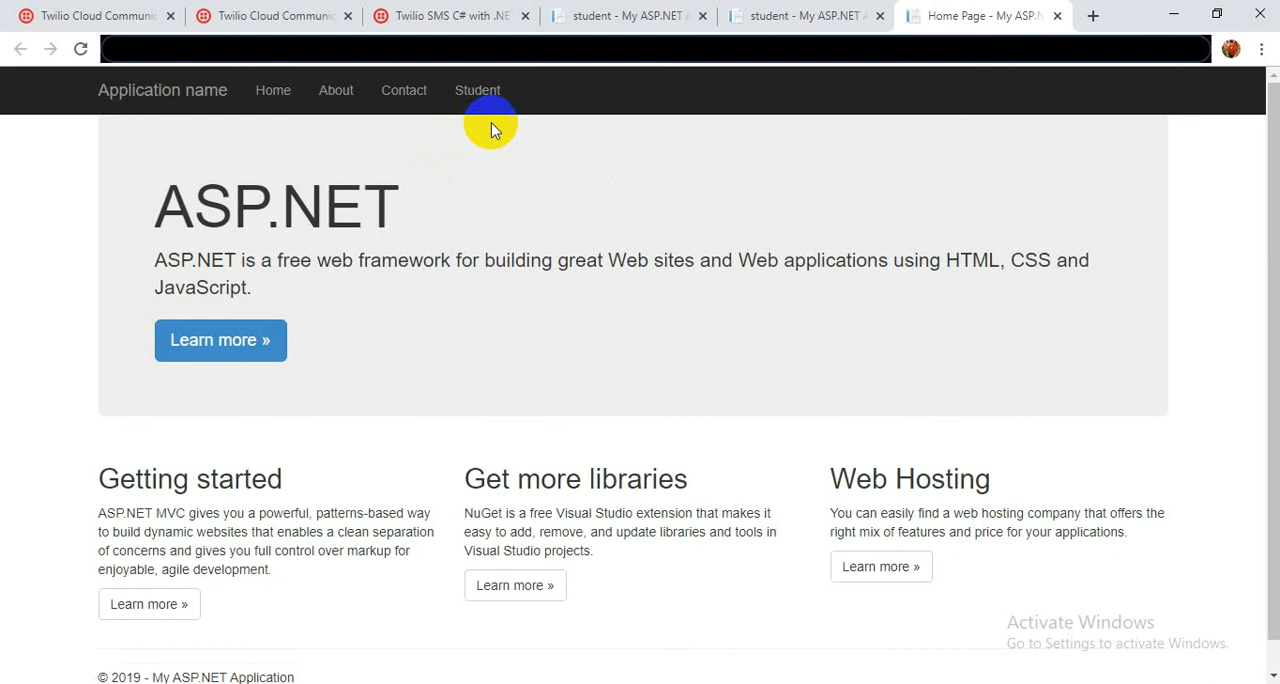 Twilio Cloud Communic
Twilio Cloud Communic
Twilio SMS C# with .NET
student - My ASP.NET A
student - My ASP.NET A
Home Page - My ASP.N
Application name
Home
About
Contact
Student
ASP.NET
ASP.NET is a free web framework for building great Web sites and Web applications using HTML, CSS and
JavaScript.
Learn more »
Getting started
ASP.NET MVC gives you a powerful, patterns-based way
to build dynamic websites that enables a clean separation
of concerns and gives you full control over markup for
enjoyable, agile development.
Learn more »
Get more libraries
NuGet is a free Visual Studio extension that makes it
easy to add, remove, and update libraries and tools in
Visual Studio projects.
Learn more »
Web Hosting
You can easily find a web hosting company that offers the
right mix of features and price for your applications.
Learn more »
Activate Windows
Go to Settings to activate Windows.
© 2019 - My ASP.NET Application